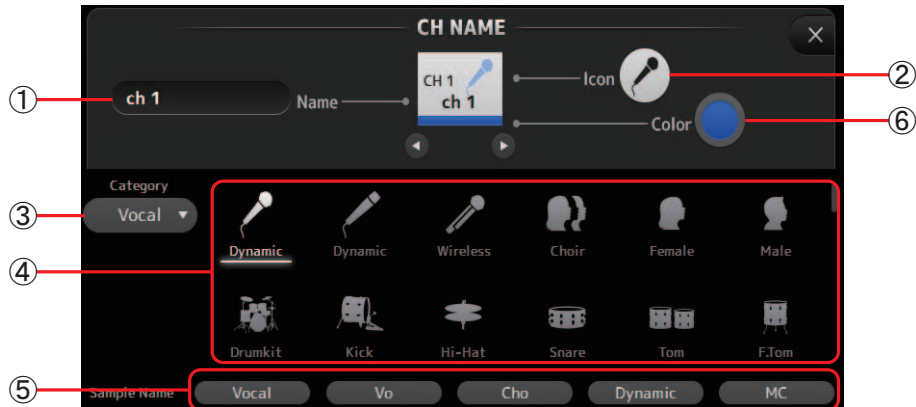 CH NAME
①
ch 1
Name
CH 1
ch 1
Icon
②
Color
⑥
Category
③
Vocal
④
Dynamic
Dynamic
Wireless
Choir
Female
Male
Drumkit
Kick
Hi-Hat
Snare
Tom
F.Tom
⑤
Sample Name
Vocal
Vo
Cho
Dynamic
MC